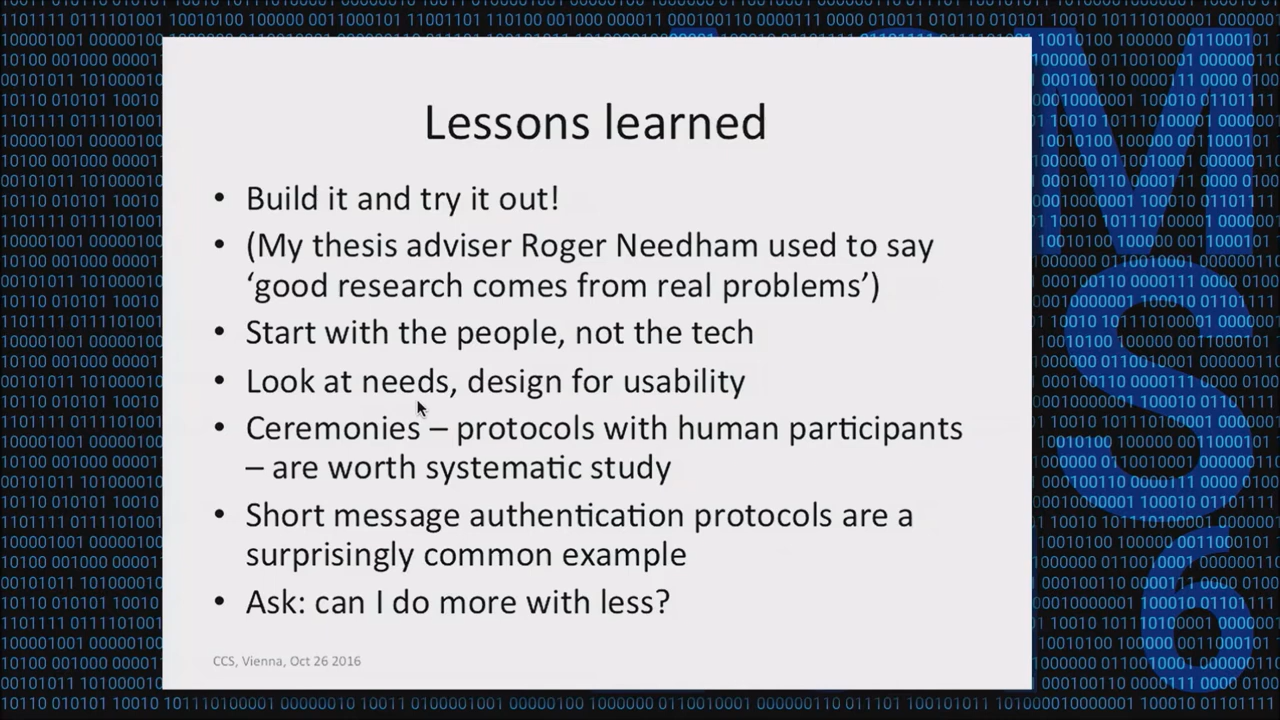 Lessons learned
• Build it and try it out!
• (My thesis adviser Roger Needham used to say
‘good research comes from real problems’)
• Start with the people, not the tech
• Look at needs, design for usability
• Ceremonies – protocols with human participants
– are worth systematic study
• Short message authentication protocols are a
surprisingly common example
• Ask: can I do more with less?
CCS, Vienna, Oct 26 2016